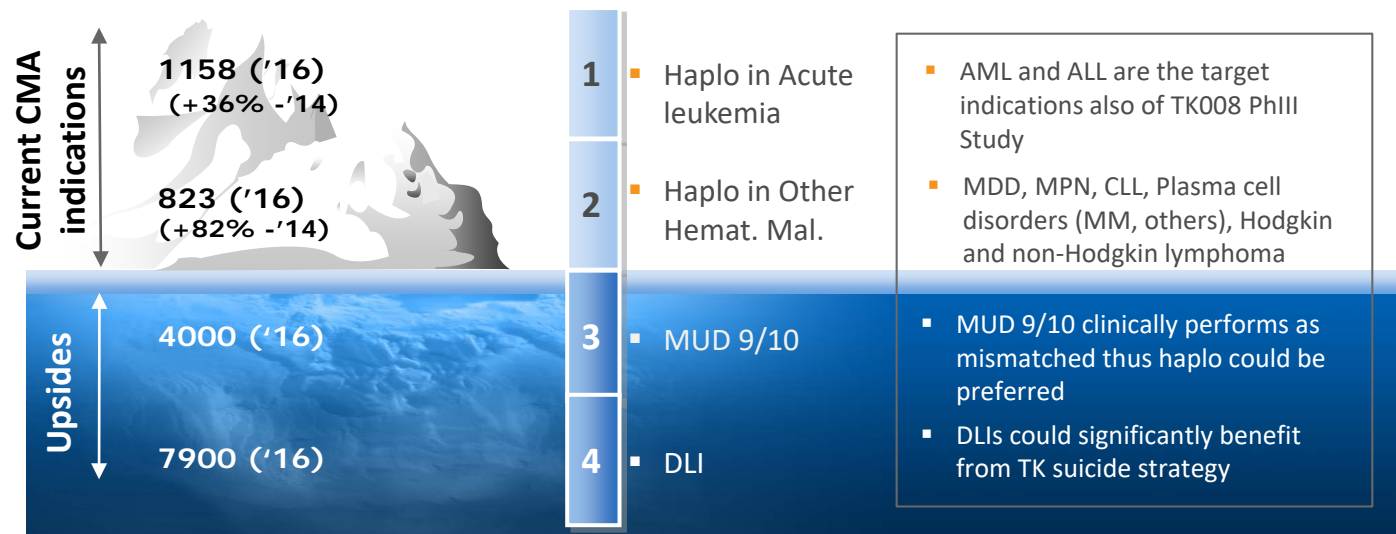 Current CMA
indications
1158 ('16)
(+36% -'14)
823 ('16)
(+82% -'14)
1
▪ Haplo in Acute
leukemia
2
▪ Haplo in Other
Hemat. Mal.
▪ AML and ALL are the target
indications also of TK008 PhIII
Study
▪ MDD, MPN, CLL, Plasma cell
disorders (MM, others), Hodgkin
and non-Hodgkin lymphoma
Upsides
4000 ('16)
7900 ('16)
3
▪ MUD 9/10
4
▪ DLI
▪ MUD 9/10 clinically performs as
mismatched thus haplo could be
preferred
▪ DLIs could significantly benefit
from TK suicide strategy